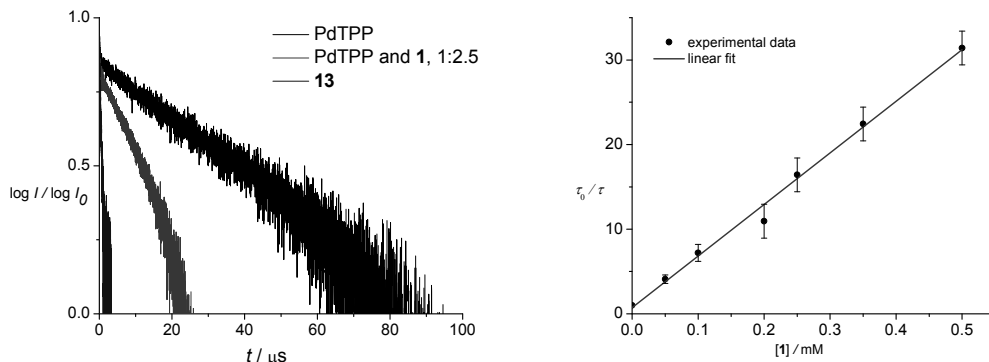 1.0
0.5
0.0
log I / log I0
0
20
40
60
80
100
t / μs
PdTPP
PdTPP and 1, 1:2.5
13
30
20
10
0
τ0 / τ
0.0
0.1
0.2
0.3
0.4
0.5
[1] / mM
experimental data
linear fit